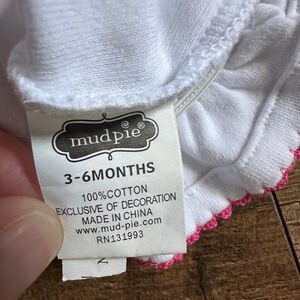 mudpie
3-6MONTHS
100%COTTON
EXCLUSIVE OF DECORATION
MADE IN CHINA
www.mud-pie.com
RN131993